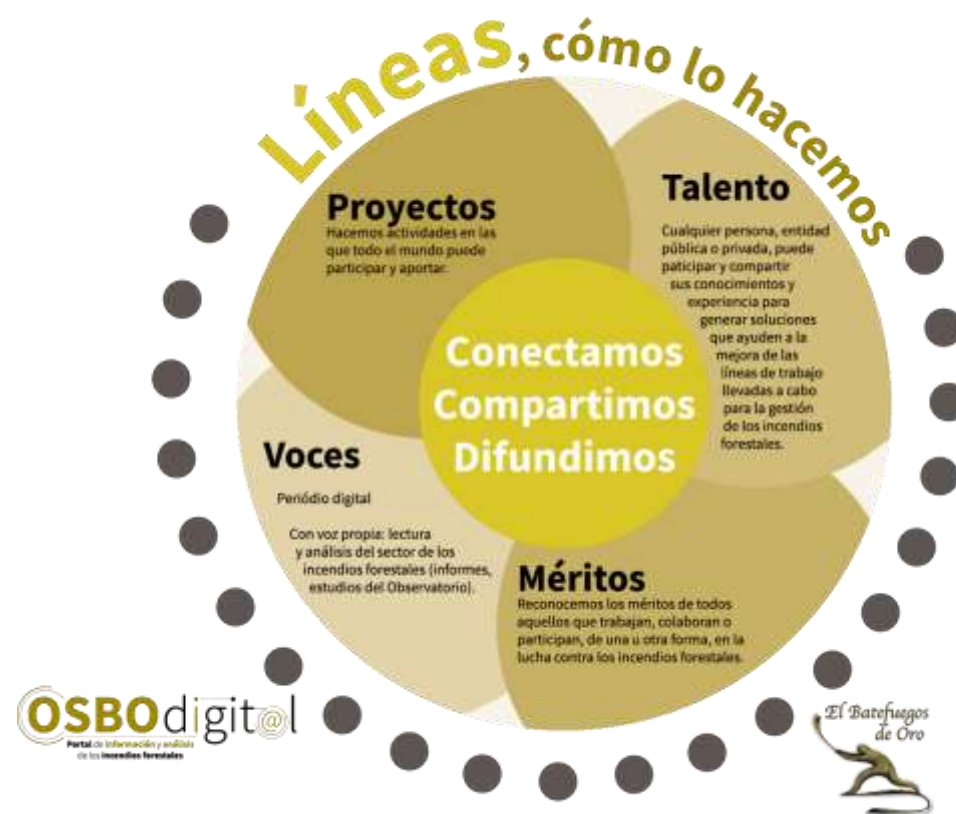 Líneas, cómo lo hacemos
Proyectos
Hacemos actividades en las
que todo el mundo puede
participar y aportar.
Talento
Cualquier persona, entidad
pública o privada, puede
paticipar y compartir
sus conocimientos y
experiencia para
generar soluciones
que ayuden a la
mejora de las
líneas de trabajo
llevadas a cabo
para la gestión
de los incendios
forestales.
Conectamos
Compartimos
Difundimos
Voces
Periódio digital
Con voz propia: lectura
y análisis del sector de los
incendios forestales (informes,
estudios del Observatorio).
Méritos
Reconocemos los méritos de todos
aquellos que trabajan, colaboran o
participan, de una u otra forma, en la
lucha contra los incendios forestales.
OSBOdigit@l
Portal de información y análisis
de los incendios forestales
El Batefuegos
de Oro